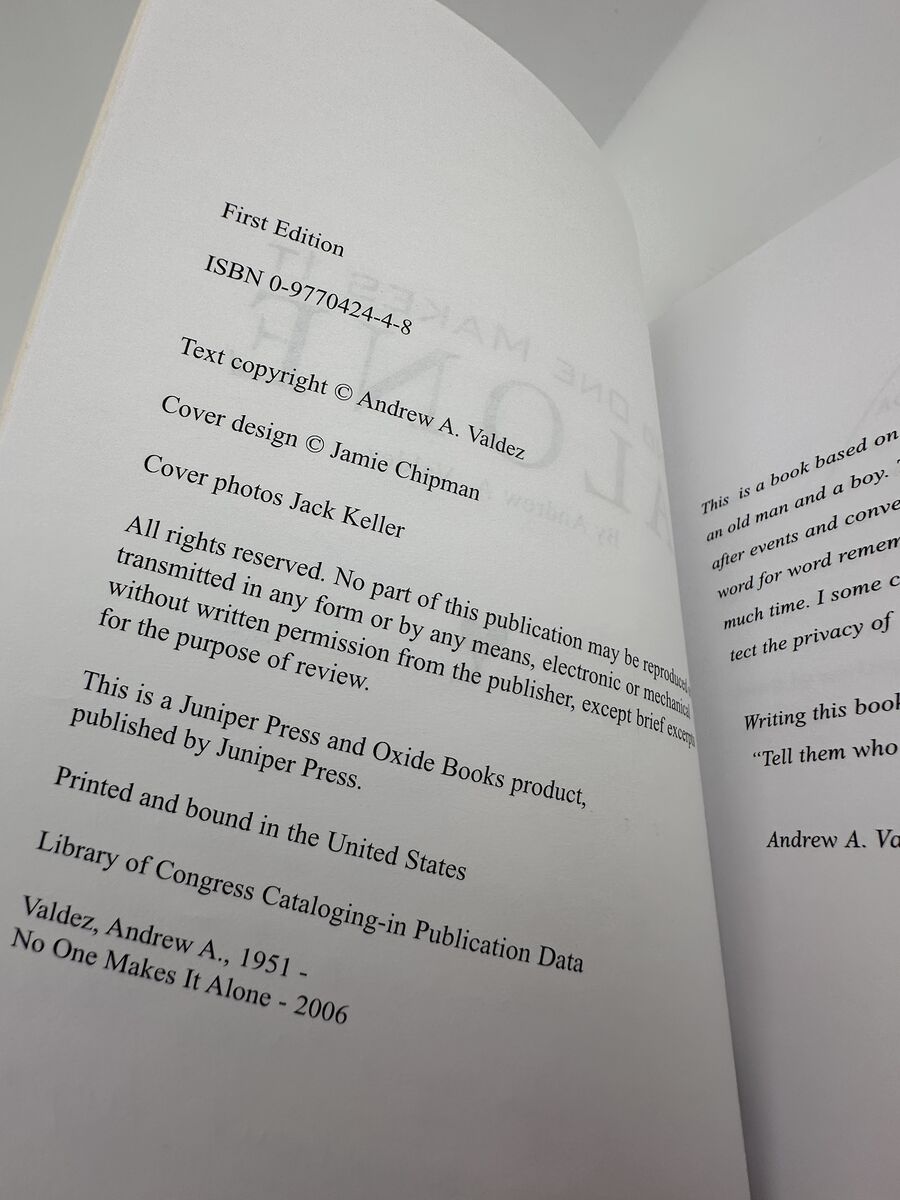 First Edition
ISBN 0-9770424-4-8
Text copyright © Andrew A. Valdez
Cover design © Jamie Chipman
Cover photos Jack Keller
All rights reserved. No part of this publication may be reproduced
transmitted in any form or by any means, electronic or mechanical
without written permission from the publisher, except brief excerpts
for the purpose of review.
This is a Juniper Press and Oxide Books product,
published by Juniper Press.
Printed and bound in the United States
Library of Congress Cataloging-in Publication Data
Valdez, Andrew A., 1951 -
No One Makes It Alone - 2006
This is a book based on
an old man and a boy.
after events and conve
word for word remem
much time. I some c
tect the privacy of
Writing this book
“Tell them who
Andrew A. Va